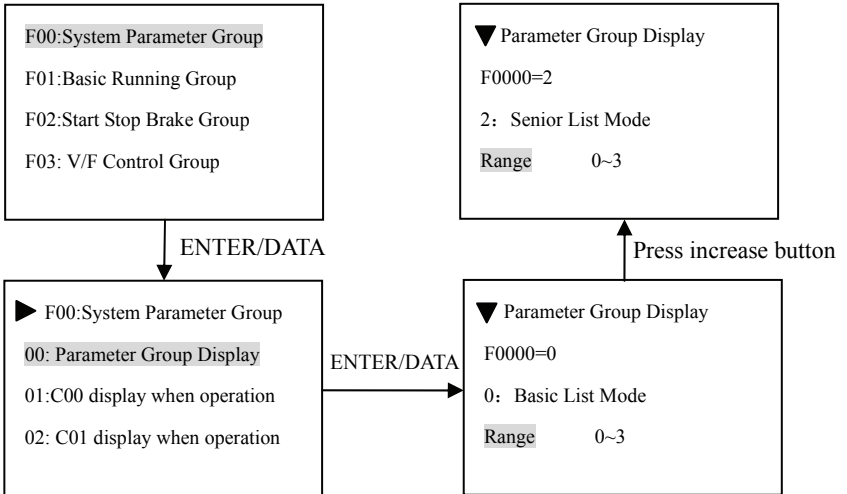 F00:System Parameter Group
F01:Basic Running Group
F02:Start Stop Brake Group
F03: V/F Control Group
ENTER/DATA
▶ F00:System Parameter Group
00: Parameter Group Display
01:C00 display when operation
02: C01 display when operation
ENTER/DATA
▼ Parameter Group Display
F0000=0
0：Basic List Mode
Range 0~3
Press increase button
▼ Parameter Group Display
F0000=2
2：Senior List Mode
Range 0~3